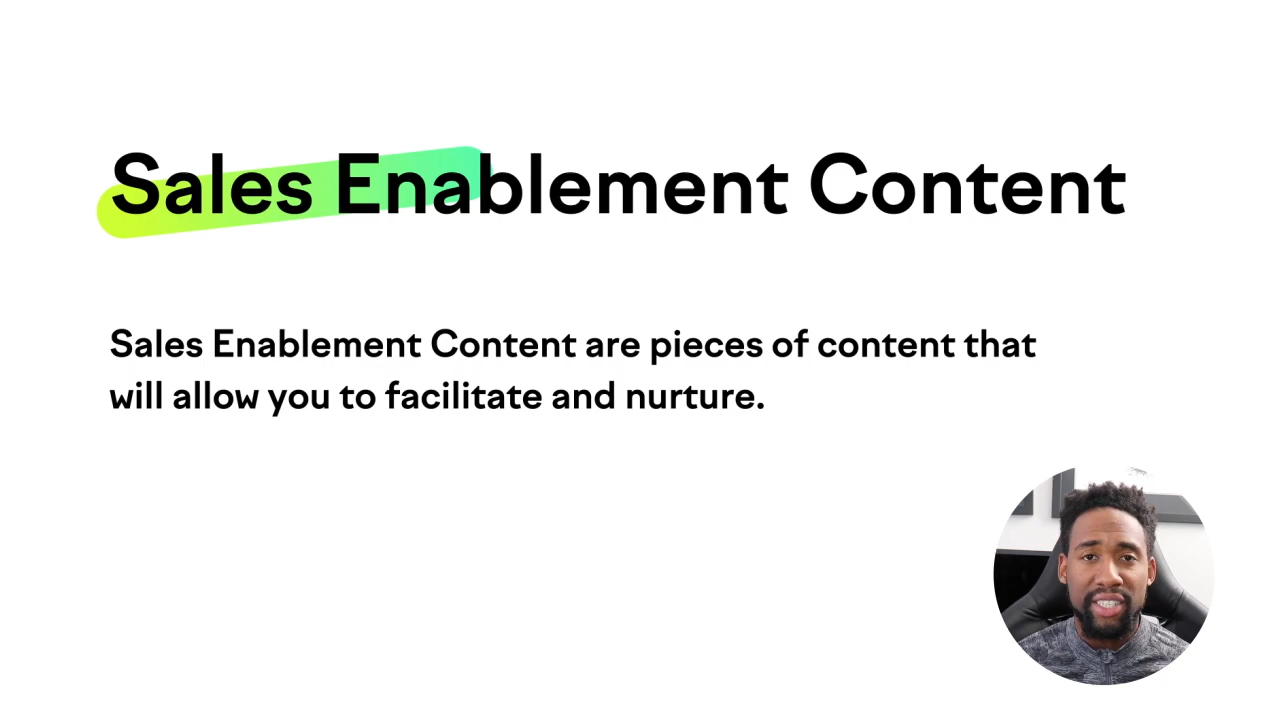 Sales Enablement Content
Sales Enablement Content are pieces of content that
will allow you to facilitate and nurture.